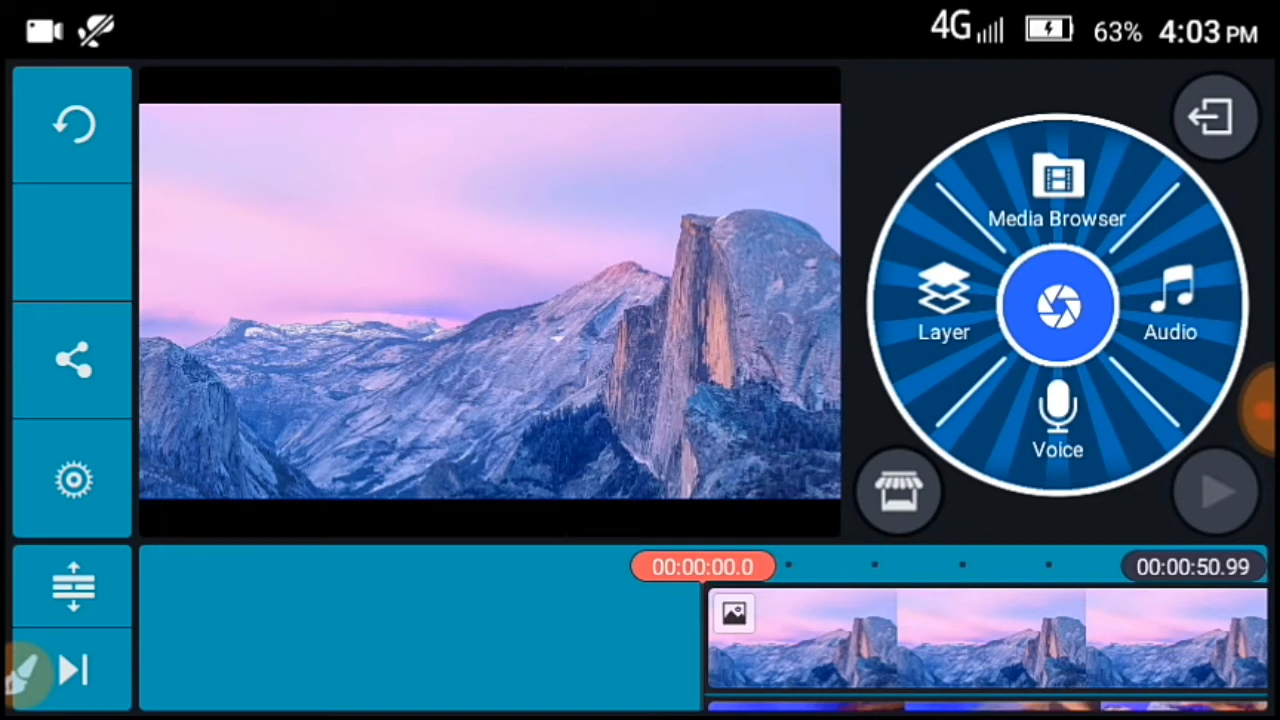 4G 63% 4:03 PM
Media Browser
Layer
Audio
Voice
00:00:00.0
00:00:50.99